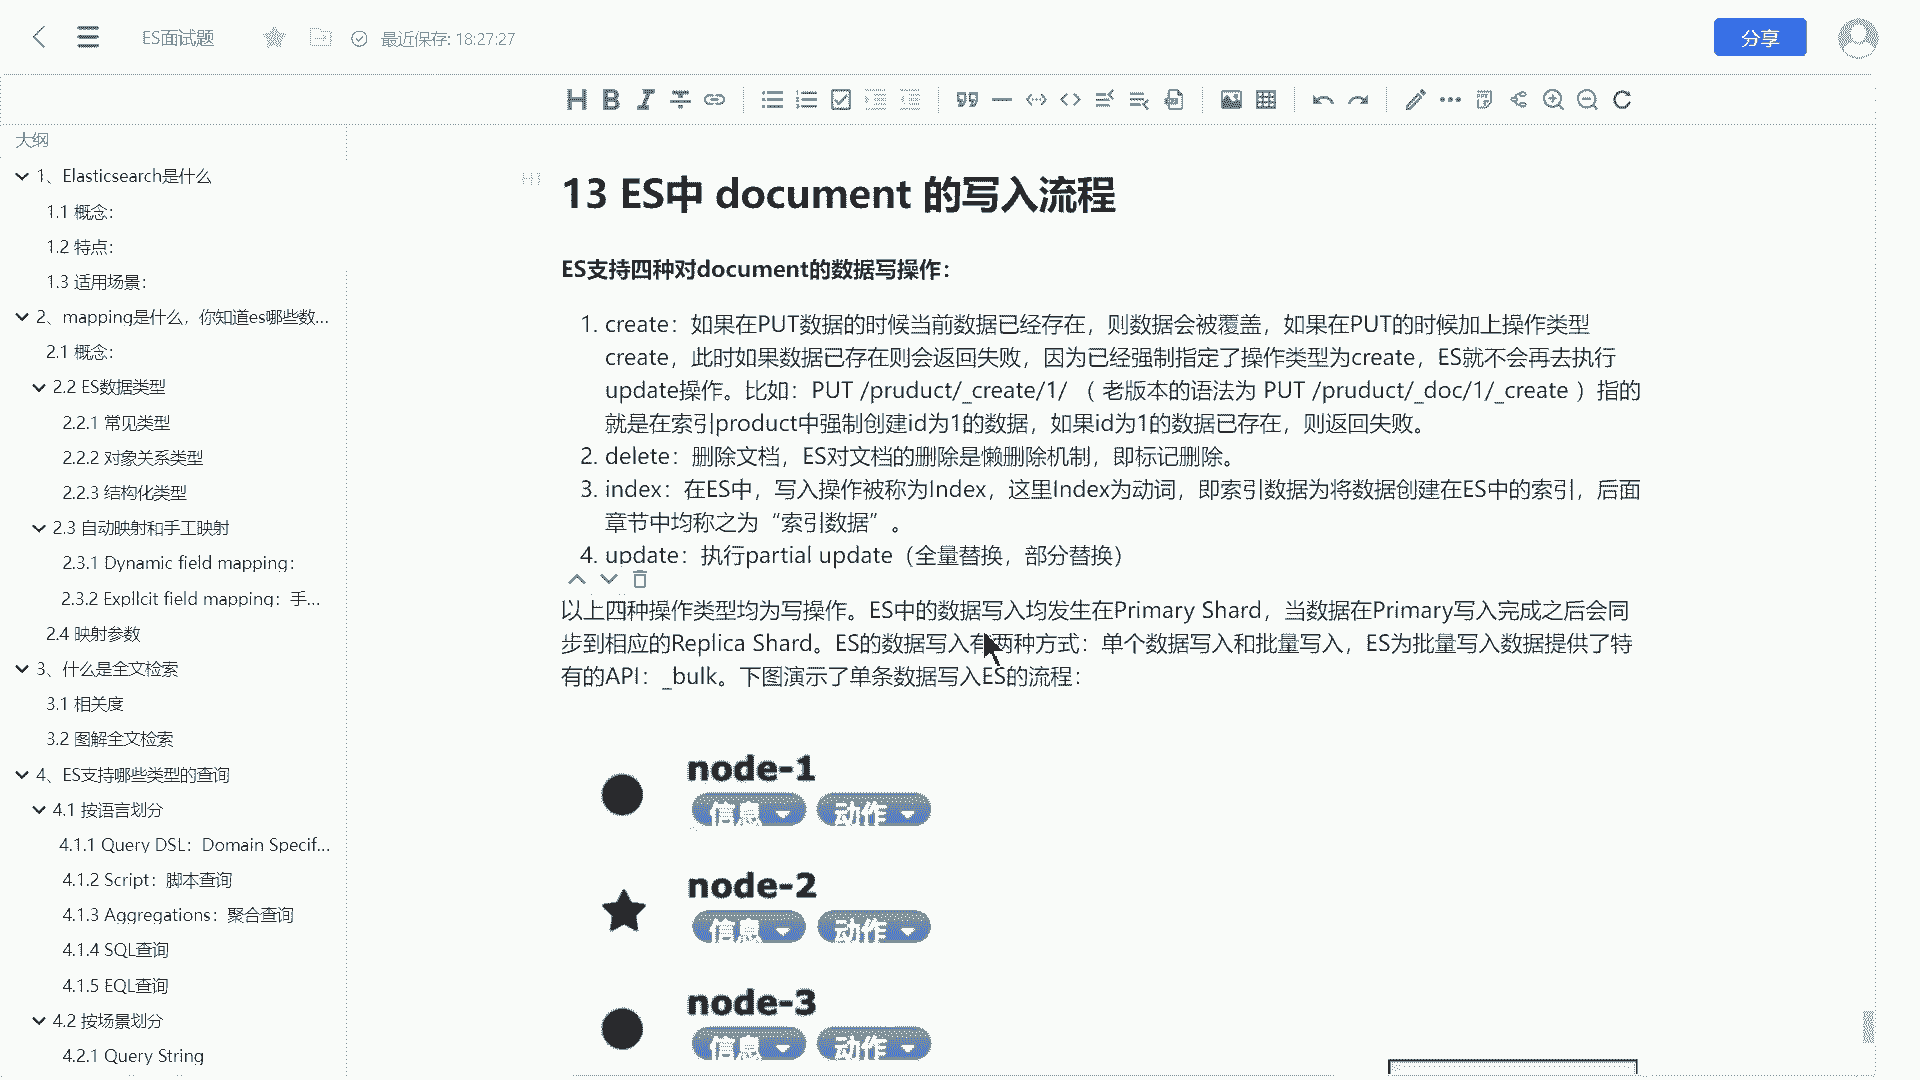 ES面试题
最近保存: 18:27:27
分享
大纲
1、Elasticsearch是什么
1.1 概念：
1.2 特点：
1.3 适用场景：
2、mapping是什么，你知道es哪些数...
2.1 概念：
2.2 ES数据类型
2.2.1 常见类型
2.2.2 对象关系类型
2.2.3 结构化类型
2.3 自动映射和手工映射
2.3.1 Dynamic field mapping：
2.3.2 Expllcit field mapping：手...
2.4 映射参数
3、什么是全文检索
3.1 相关度
3.2 图解全文检索
4、ES支持哪些类型的查询
4.1 按语言划分
4.1.1 Query DSL：Domain Specif...
4.1.2 Script：脚本查询
4.1.3 Aggregations：聚合查询
4.1.4 SQL查询
4.1.5 EQL查询
4.2 按场景划分
4.2.1 Query String
13 ES中 document 的写入流程
ES支持四种对document的数据写操作：
1. create：如果在PUT数据的时候当前数据已经存在，则数据会被覆盖，如果在PUT的时候加上操作类型
create，此时如果数据已存在则会返回失败，因为已经强制指定了操作类型为create，ES就不会再去执行
update操作。比如：PUT /pruduct/_create/1/ （ 老版本的语法为 PUT /pruduct/_doc/1/_create ）指的
就是在索引product中强制创建id为1的数据，如果id为1的数据已存在，则返回失败。
2. delete：删除文档，ES对文档的删除是懒删除机制，即标记删除。
3. index：在ES中，写入操作被称为Index，这里Index为动词，即索引数据为将数据创建在ES中的索引，后面
章节中均称之为“索引数据”。
4. update：执行partial update（全量替换，部分替换）
以上四种操作类型均为写操作。ES中的数据写入均发生在Primary Shard，当数据在Primary写入完成之后会同
步到相应的Replica Shard。ES的数据写入有两种方式：单个数据写入和批量写入，ES为批量写入数据提供了特
有的API：_bulk。下图演示了单条数据写入ES的流程：
node-1
信息 动作
node-2
信息 动作
node-3
信息 动作